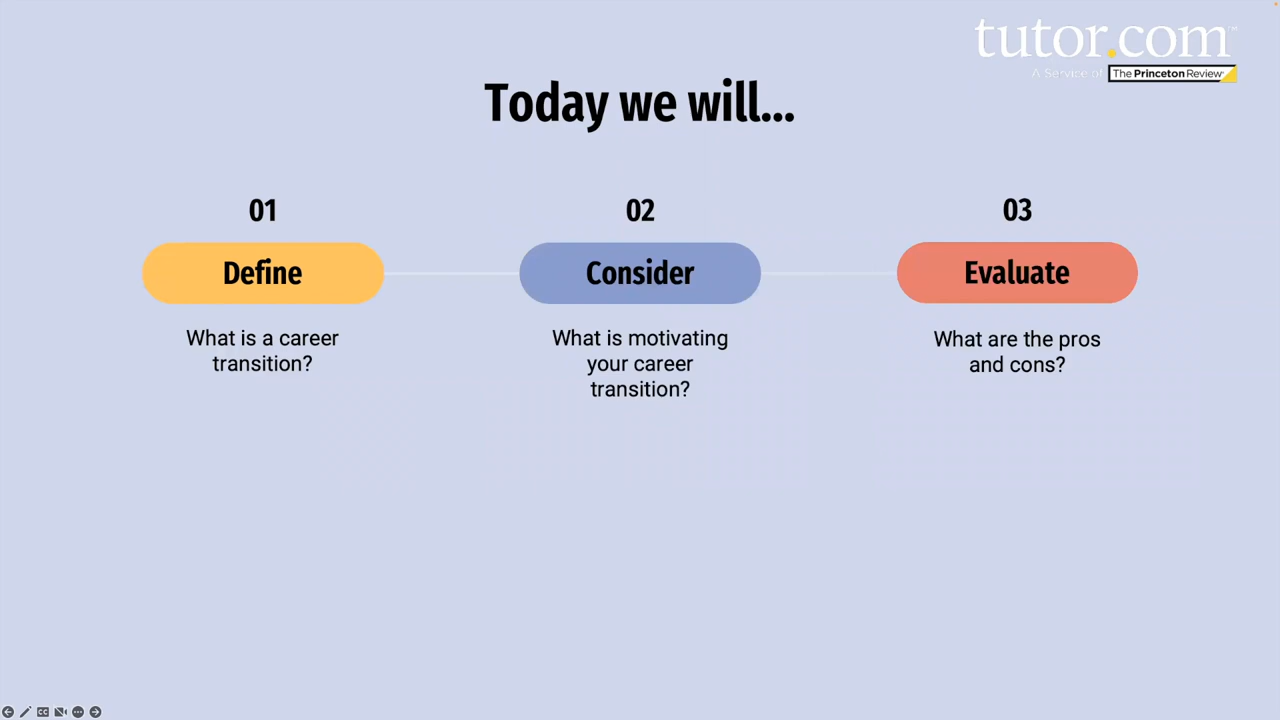 tutor.com
A Service of The Princeton Review
Today we will...
01
Define
What is a career
transition?
02
Consider
What is motivating
your career
transition?
03
Evaluate
What are the pros
and cons?
CC